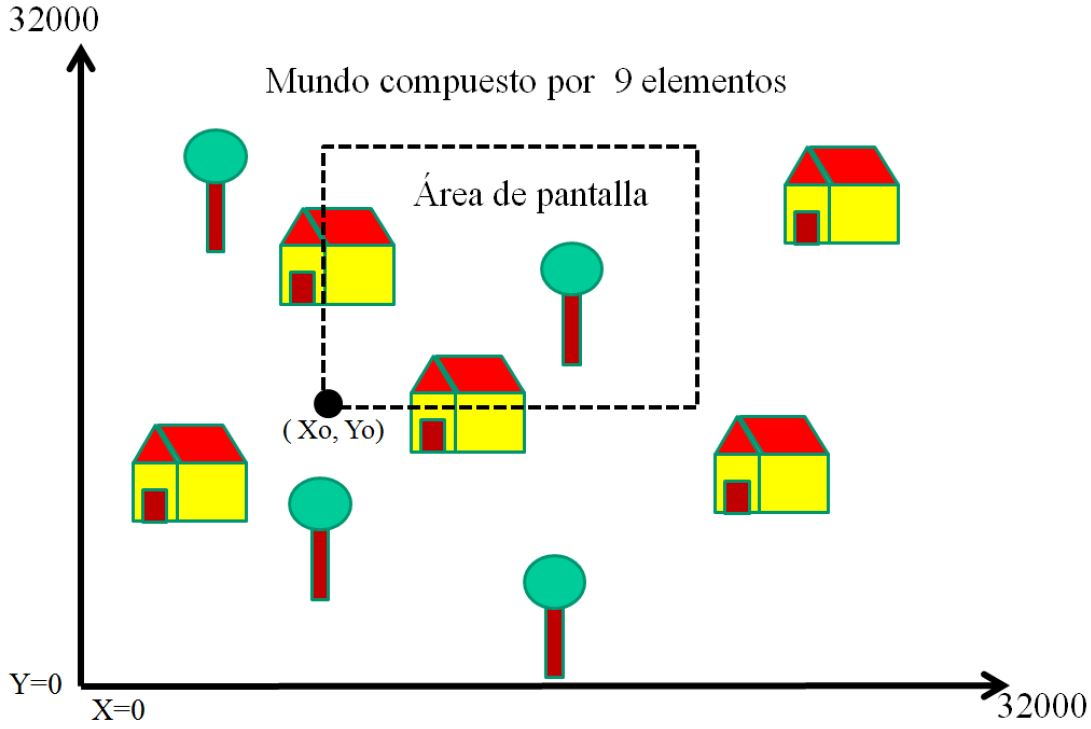 32000
Mundo compuesto por 9 elementos
Área de pantalla
( Xo, Yo)
Y=0
X=0
32000